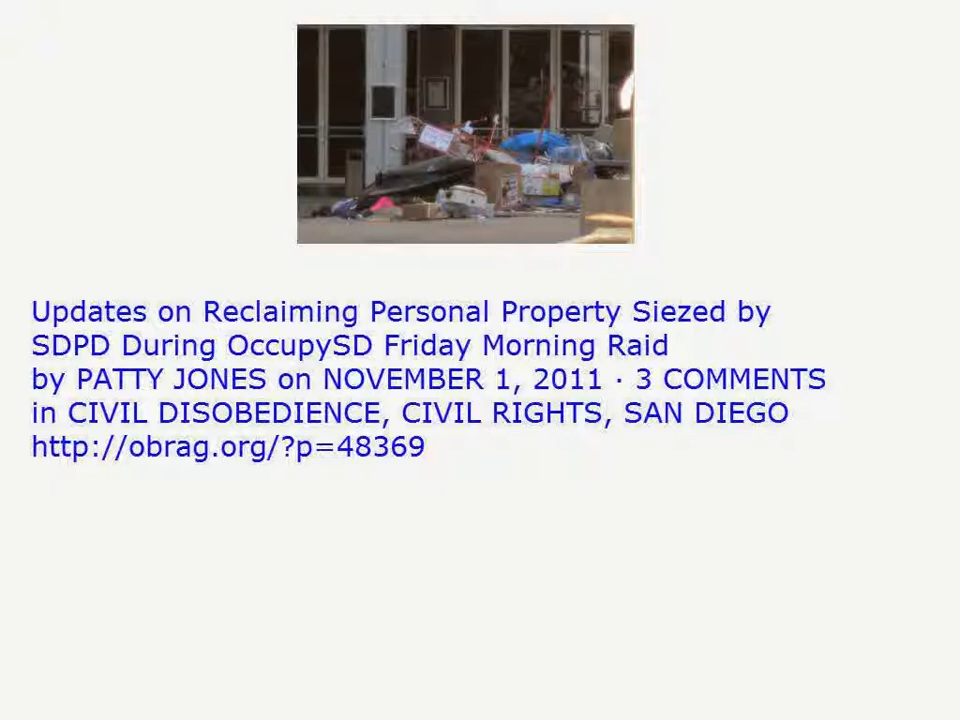 Updates on Reclaiming Personal Property Siezed by
SDPD During OccupySD Friday Morning Raid
by PATTY JONES on NOVEMBER 1, 2011 · 3 COMMENTS
in CIVIL DISOBEDIENCE, CIVIL RIGHTS, SAN DIEGO
http://obrag.org/?p=48369